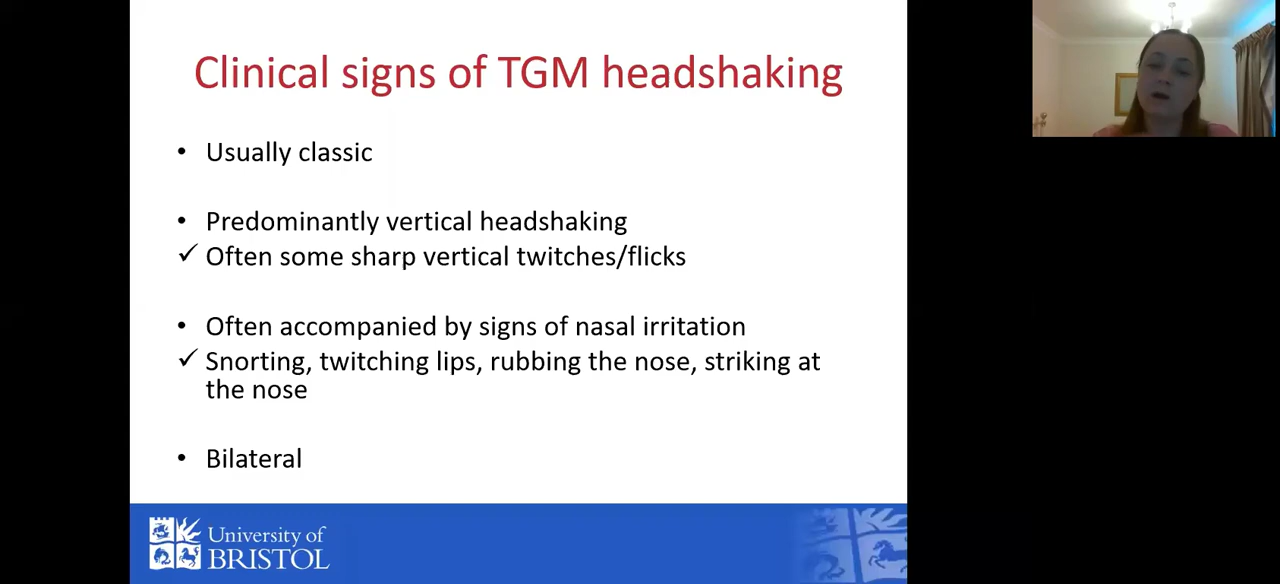 Clinical signs of TGM headshaking
• Usually classic
• Predominantly vertical headshaking
✓ Often some sharp vertical twitches/flicks
• Often accompanied by signs of nasal irritation
✓ Snorting, twitching lips, rubbing the nose, striking at
the nose
• Bilateral
University of
BRISTOL